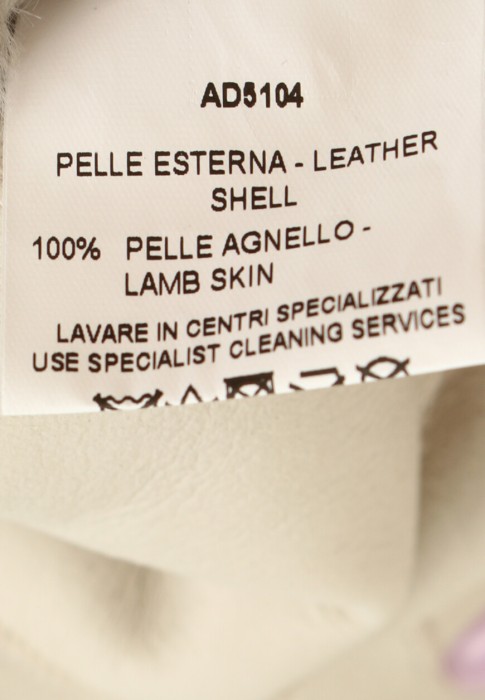 AD5104
PELLE ESTERNA - LEATHER
SHELL
100% PELLE AGNELLO -
LAMB SKIN
LAVARE IN CENTRI SPECIALIZZATI
USE SPECIALIST CLEANING SERVICES